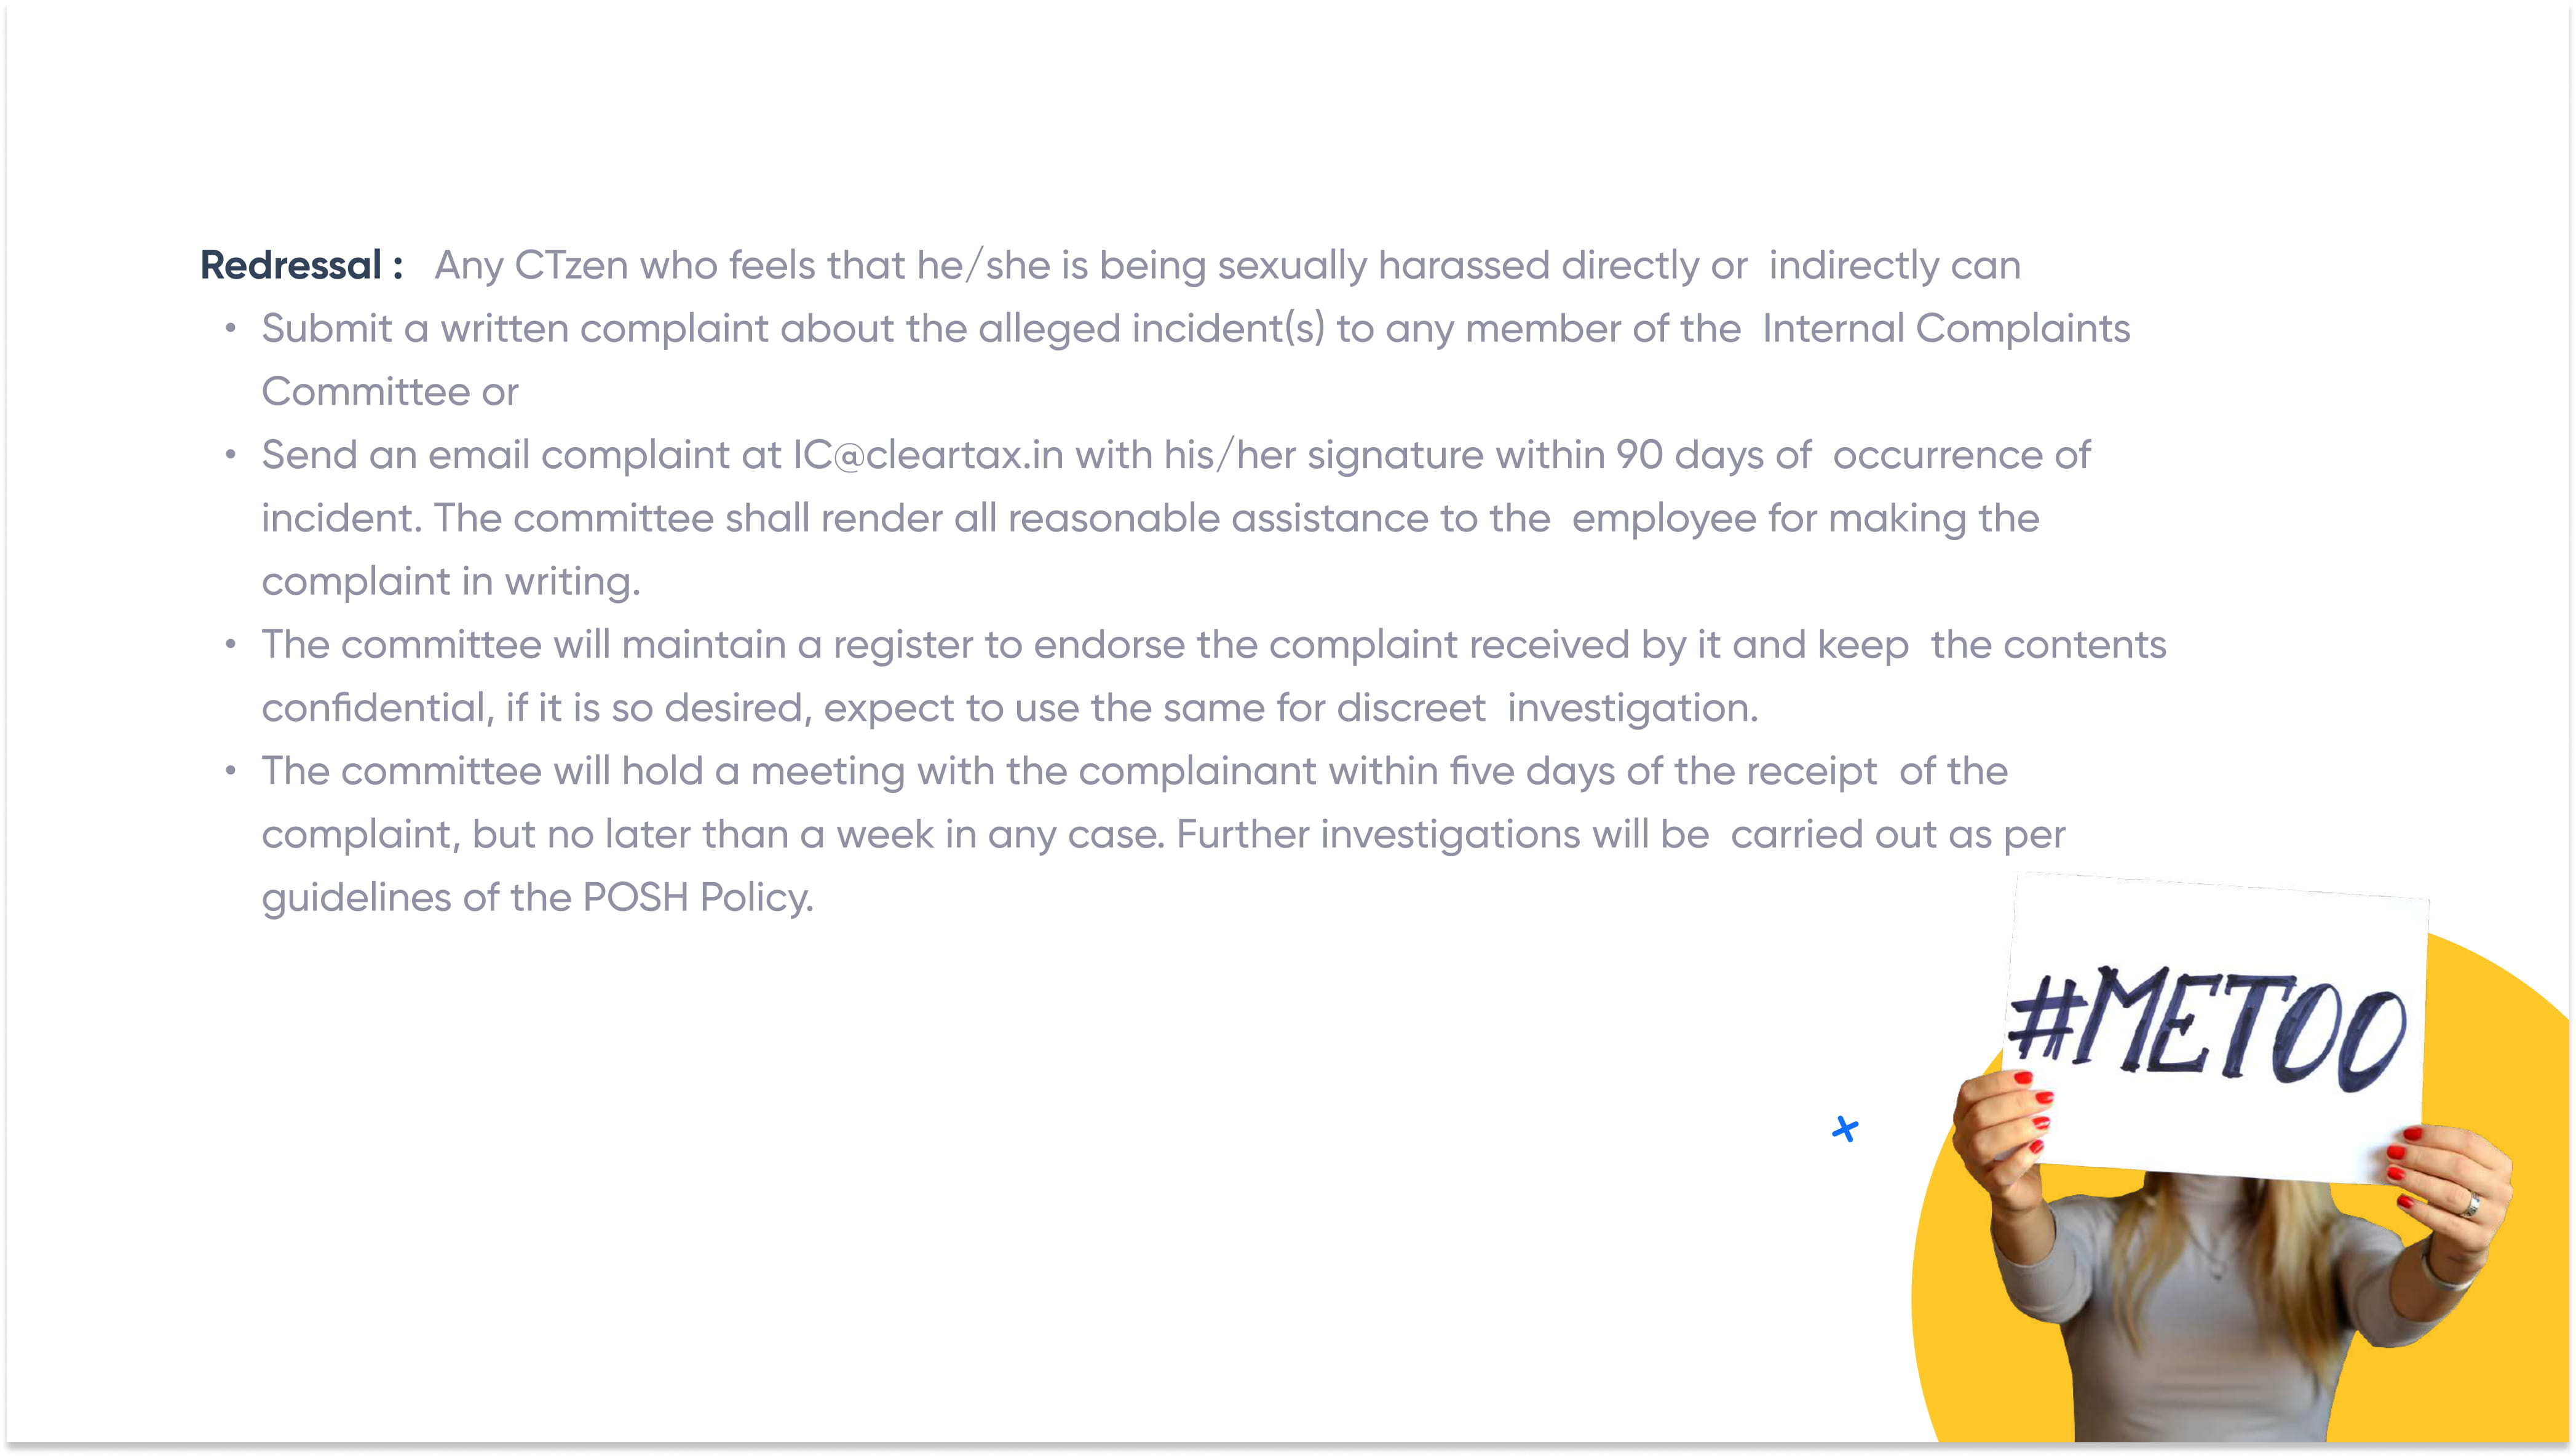 Redressal :   Any CTzen who feels that he/she is being sexually harassed directly or  indirectly can
• Submit a written complaint about the alleged incident(s) to any member of the  Internal Complaints
Committee or
• Send an email complaint at IC@cleartax.in with his/her signature within 90 days of  occurrence of
incident. The committee shall render all reasonable assistance to the  employee for making the
complaint in writing.
• The committee will maintain a register to endorse the complaint received by it and keep  the contents
confidential, if it is so desired, expect to use the same for discreet  investigation.
• The committee will hold a meeting with the complainant within five days of the receipt  of the
complaint, but no later than a week in any case. Further investigations will be  carried out as per
guidelines of the POSH Policy.
#METOO